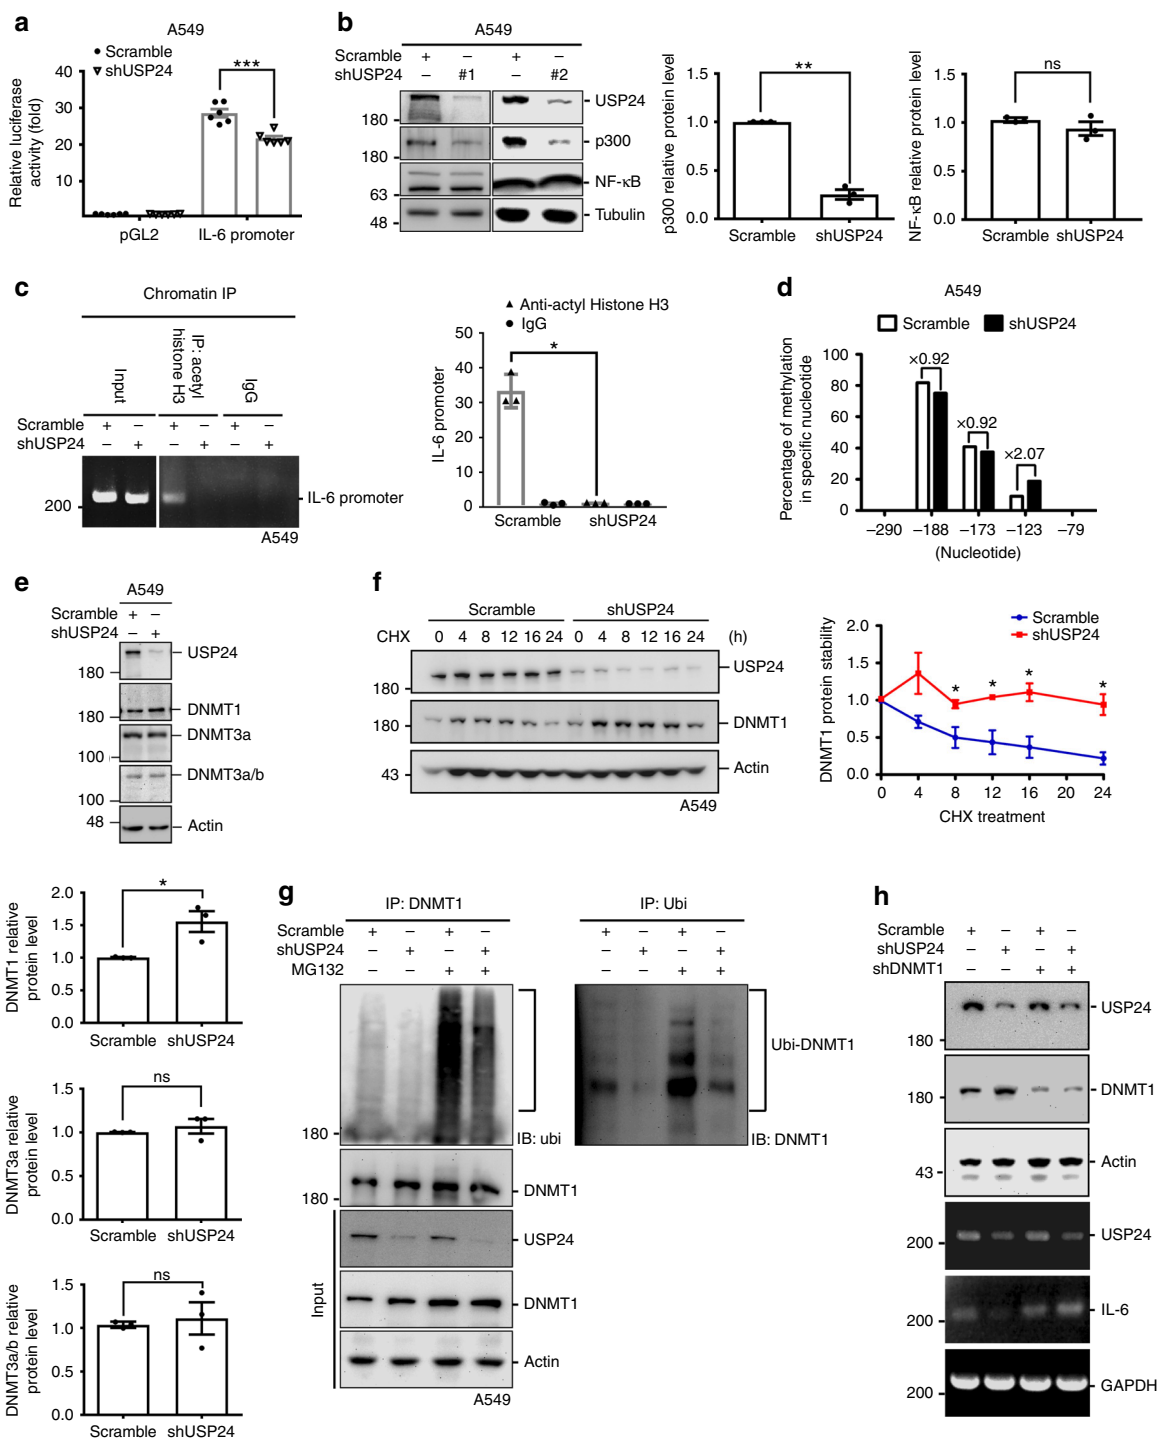 a
A549
Scramble
shUSP24
Relative luciferase
activity (fold)
40
30
20
10
***
pGL2
IL-6 promoter
b
A549
Scramble + – + –
shUSP24 – #1 – #2
USP24
180
p300
180
NF-κB
63
Tubulin
48
p300 relative protein level
1.5
1.0
0.5
0.0
**
Scramble
shUSP24
NF-κB relative protein level
1.5
1.0
0.5
0.0
ns
Scramble
shUSP24
c
Chromatin IP
Input
IP: acetyl
histone H3
IgG
Scramble + – + – + –
shUSP24 – + – + – +
200
IL-6 promoter
A549
Anti-actyl Histone H3
IgG
IL-6 promoter
50
40
30
20
10
0
*
Scramble
shUSP24
d
A549
Scramble
shUSP24
Percentage of methylation
in specific nucleotide
100
80
60
40
20
0
×0.92
×0.92
×2.07
–290 –188 –173 –123 –79
(Nucleotide)
e
A549
Scramble + –
shUSP24 – +
USP24
180
DNMT1
180
DNMT3a
100
DNMT3a/b
100
48
Actin
DNMT1 relative
protein level
2.0
1.5
1.0
0.5
0.0
*
Scramble
shUSP24
DNMT3a relative
protein level
1.5
1.0
0.5
0.0
ns
Scramble
shUSP24
DNMT3a/b relative
protein level
1.5
1.0
0.5
0.0
ns
Scramble
shUSP24
f
Scramble
shUSP24
CHX 0 4 8 12 16 24 0 4 8 12 16 24 (h)
USP24
180
DNMT1
180
Actin
43
A549
Scramble
shUSP24
DNMT1 protein stability
2.0
1.5
1.0
0.5
0.0
* * * *
0 4 8 12 16 20 24
CHX treatment
g
IP: DNMT1
IP: Ubi
Scramble + – + – + – + –
shUSP24 – + – + – + – +
MG132 – – + + – – + +
Ubi-DNMT1
180
IB: ubi
IB: DNMT1
DNMT1
180
Input
USP24
DNMT1
Actin
A549
h
Scramble + – + –
shUSP24 – + – +
shDNMT1 – – + +
USP24
180
DNMT1
180
Actin
43
USP24
200
IL-6
200
GAPDH
200